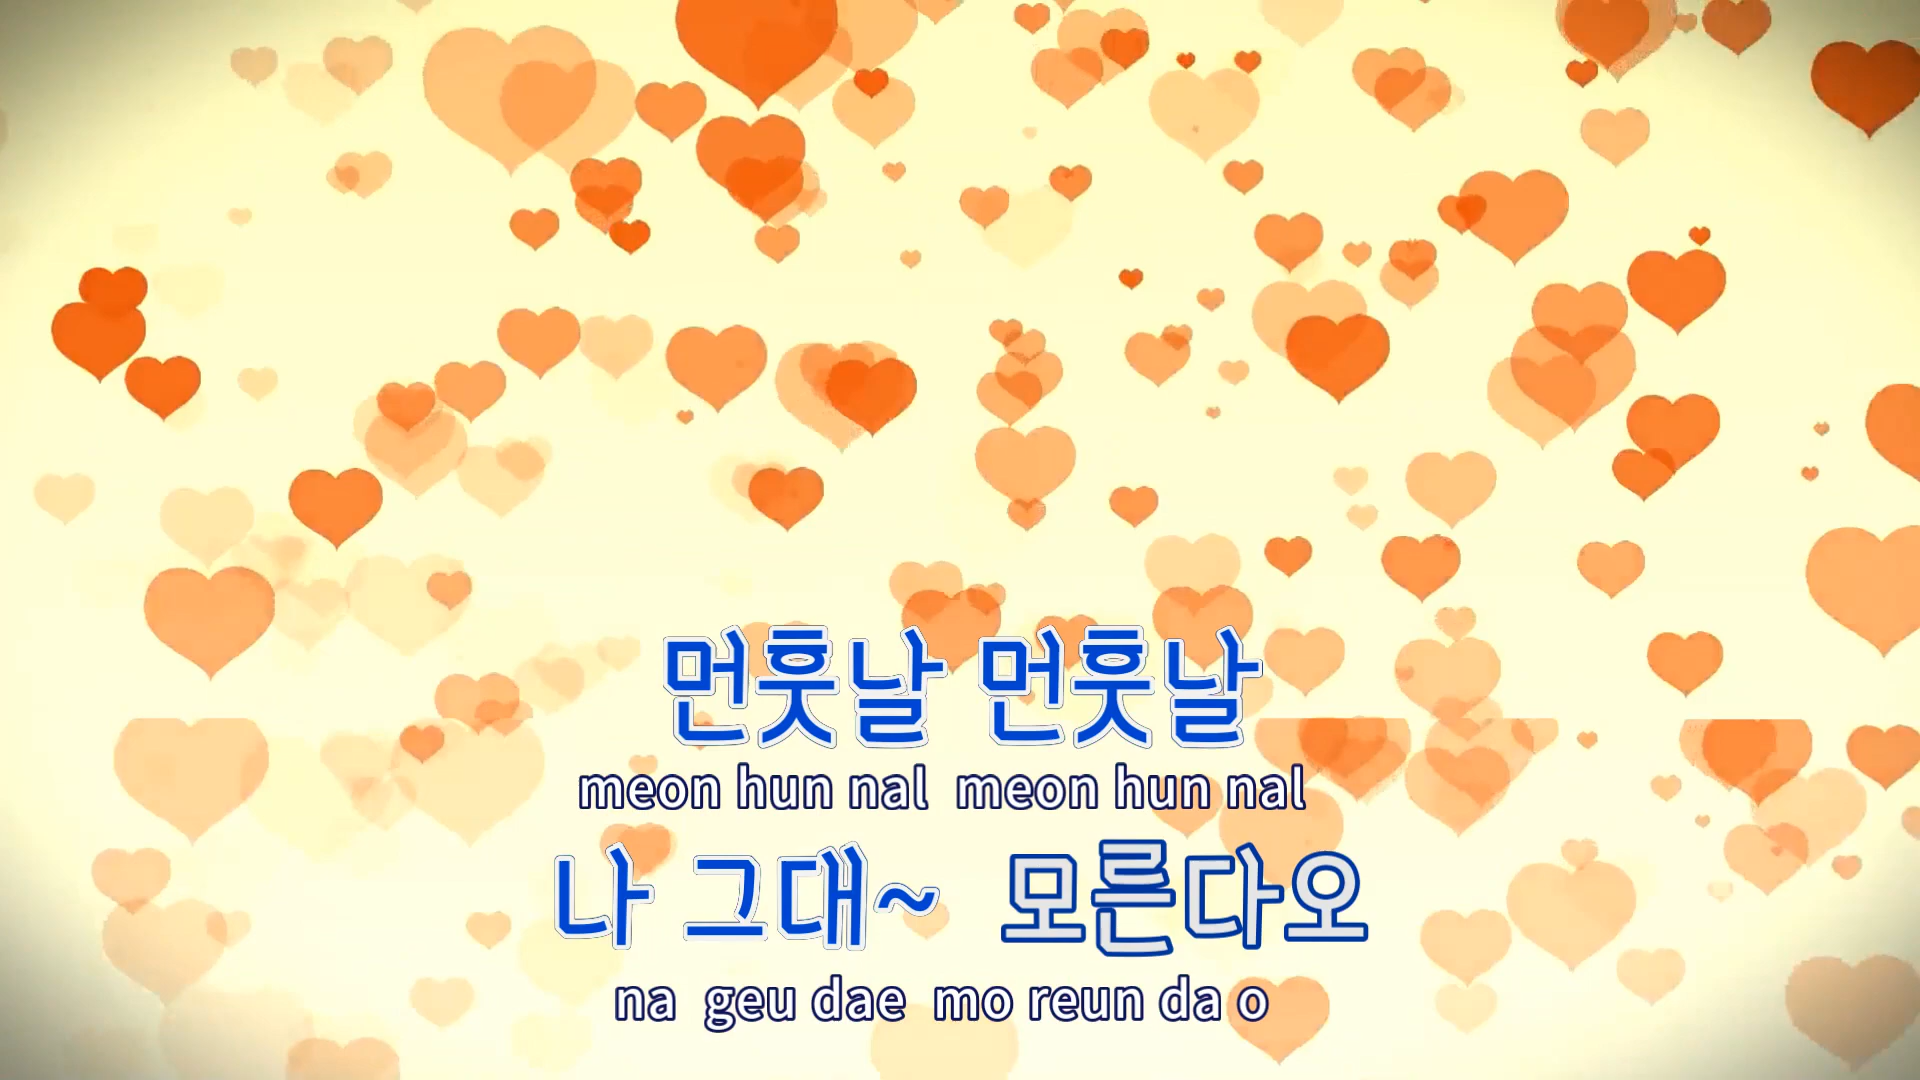 먼훗날 먼훗날
meon hun nal  meon hun nal
나 그대~  모른다오
na  geu dae  mo reun da o